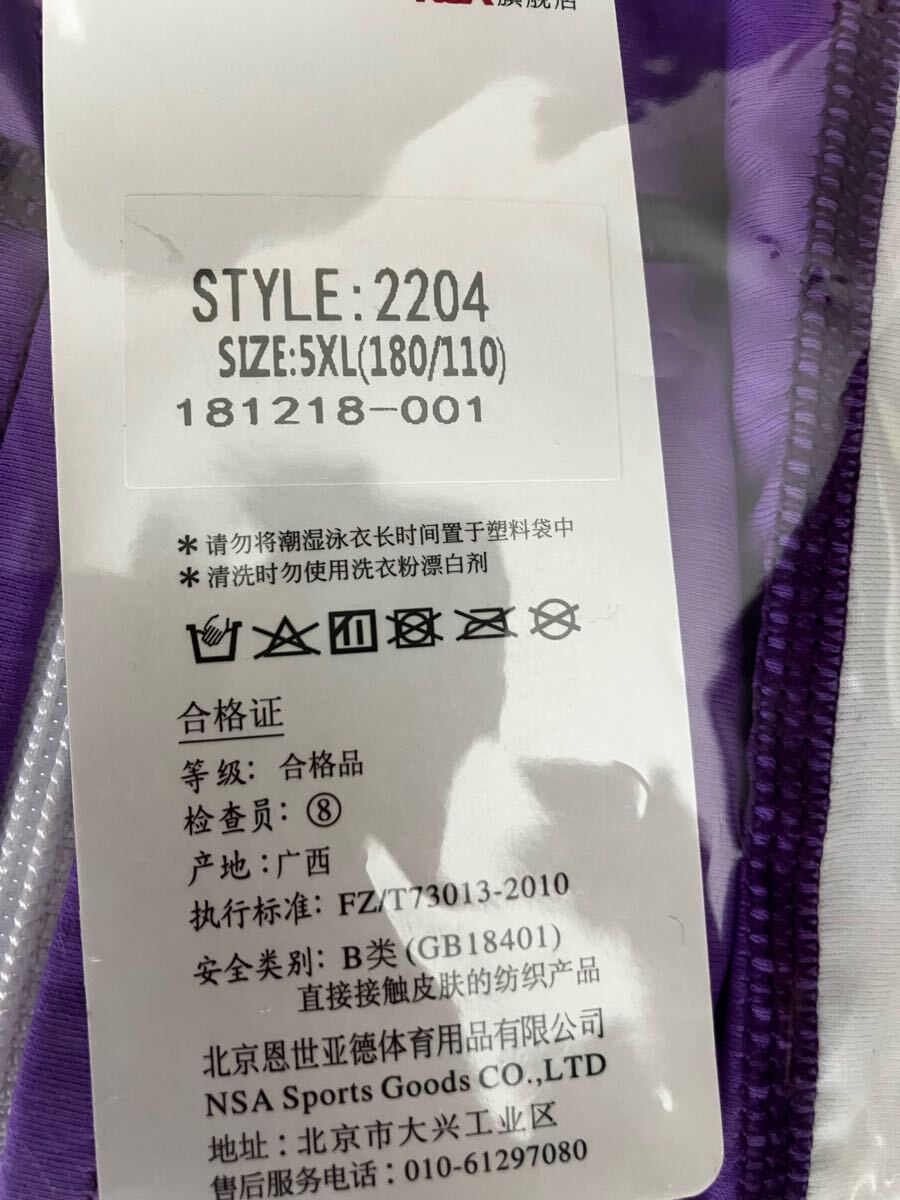 旗舰店
STYLE:2204
SIZE:5XL(180/110)
181218-001
*请勿将潮湿泳衣长时间置于塑料袋中
*清洗时勿使用洗衣粉漂白剂
合格证
等级：合格品
检查员：⑧
产地：广西
执行标准：FZ/T73013-2010
安全类别：B类(GB18401)
直接接触皮肤的纺织产品
北京恩世亚德体育用品有限公司
NSA Sports Goods CO.,LTD
地址：北京市大兴工业区
售后服务电话：010-61297080